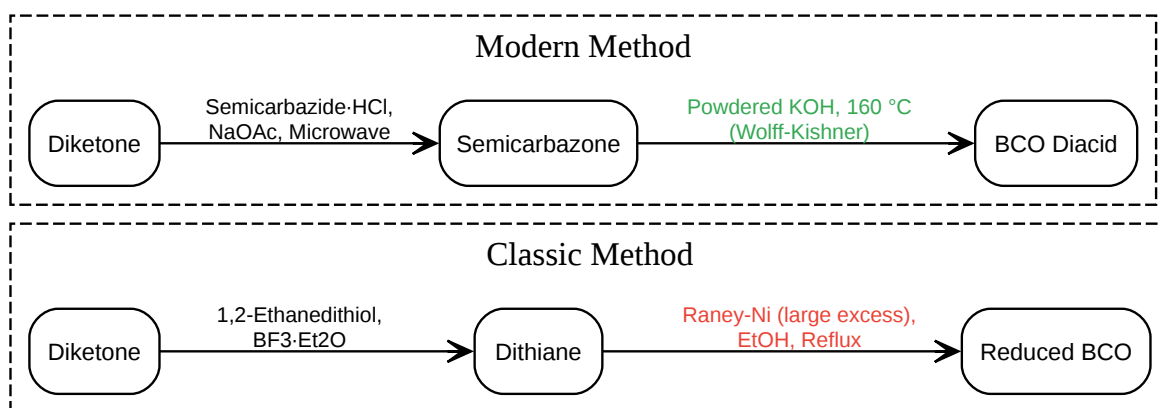 Modern Method
Diketone
Semicarbazide·HCl,
NaOAc, Microwave
Semicarbazone
Powdered KOH, 160 °C
(Wolff-Kishner)
BCO Diacid
Classic Method
Diketone
1,2-Ethanedithiol,
BF3·Et2O
Dithiane
Raney-Ni (large excess),
EtOH, Reflux
Reduced BCO